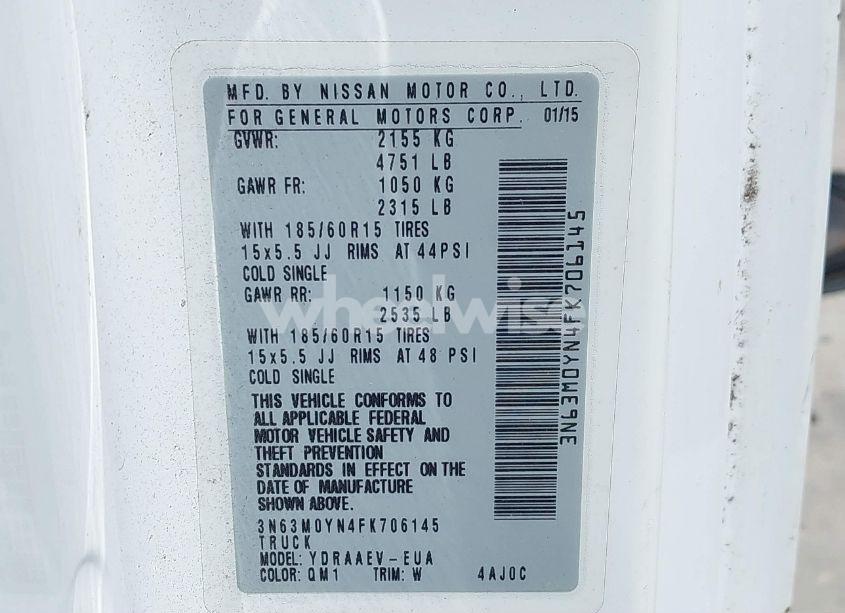 MFD. BY NISSAN MOTOR CO., LTD.
FOR GENERAL MOTORS CORP. 01/15
GVWR: 2155 KG
4751 LB
GAWR FR: 1050 KG
2315 LB
WITH 185/60R15 TIRES
15x5.5 JJ RIMS AT 44PSI
COLD SINGLE
GAWR RR: 1150 KG
2535 LB
WITH 185/60R15 TIRES
15x5.5 JJ RIMS AT 48 PSI
COLD SINGLE
THIS VEHICLE CONFORMS TO
ALL APPLICABLE FEDERAL
MOTOR VEHICLE SAFETY AND
THEFT PREVENTION
STANDARDS IN EFFECT ON THE
DATE OF MANUFACTURE
SHOWN ABOVE.
3N63M0YN4FK706145
TRUCK
MODEL: YDRAAEV-EUA
COLOR: QM1 TRIM: W 4AJ0C
3N63M0YN4FK706145
wheelwise